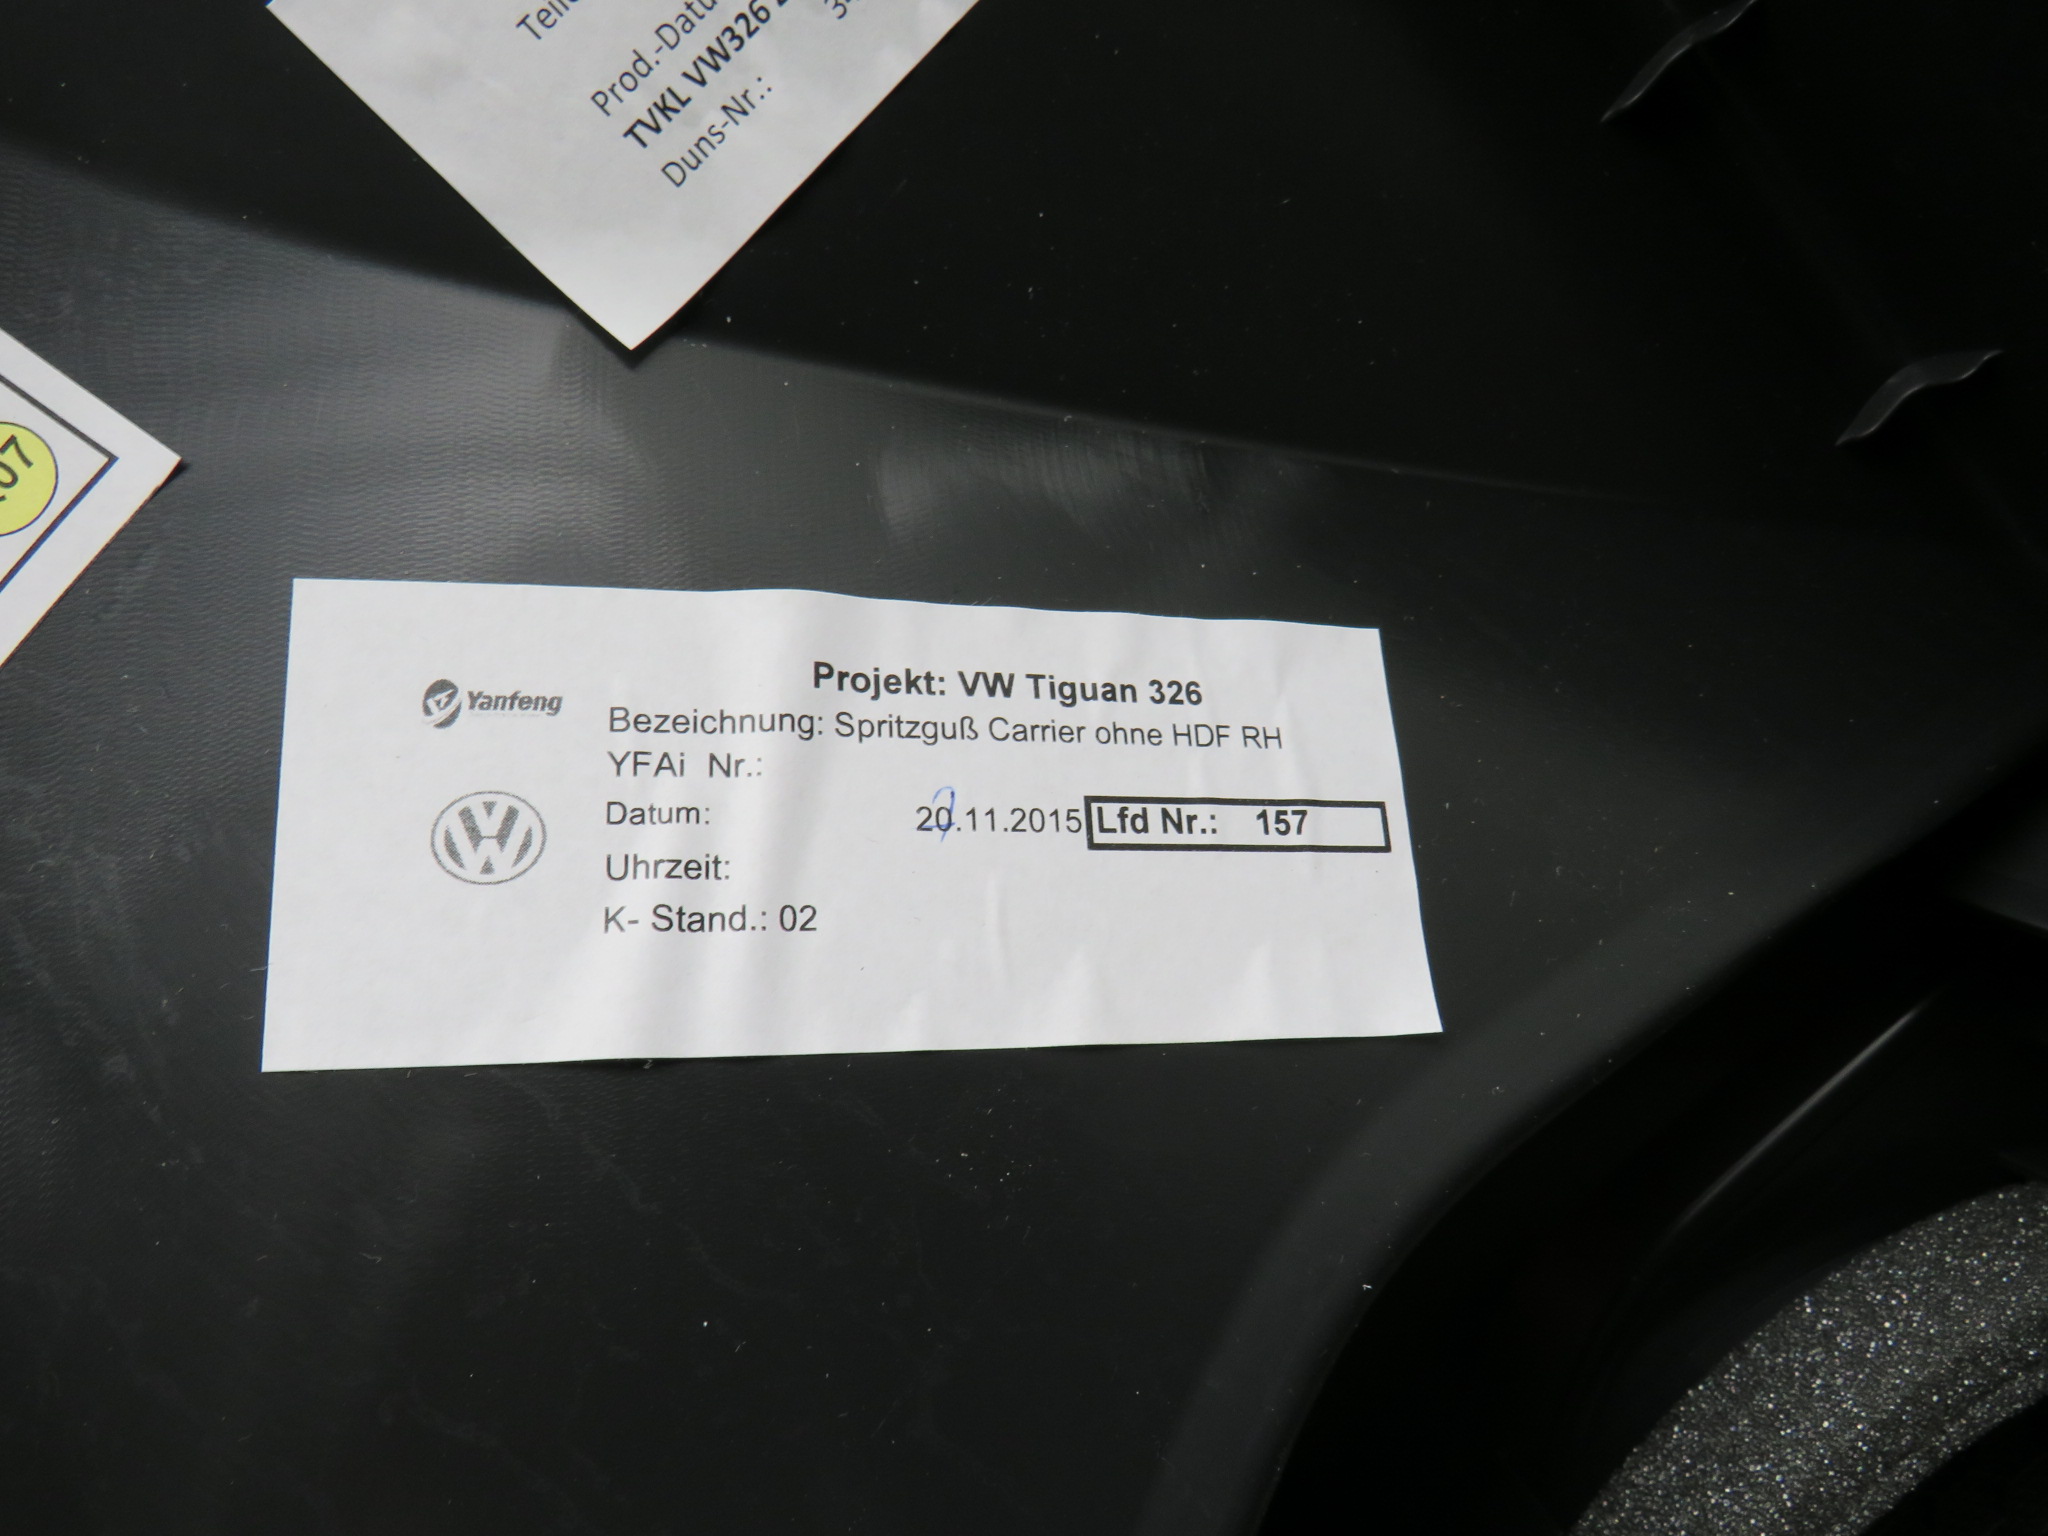 Prod.-Datu
TVKL VW326
Duns-Nr.:
07
Yanfeng
Projekt: VW Tiguan 326
Bezeichnung: Spritzguß Carrier ohne HDF RH
YFAi Nr.:
Datum: 20.11.2015 Lfd Nr.: 157
Uhrzeit:
K- Stand.: 02